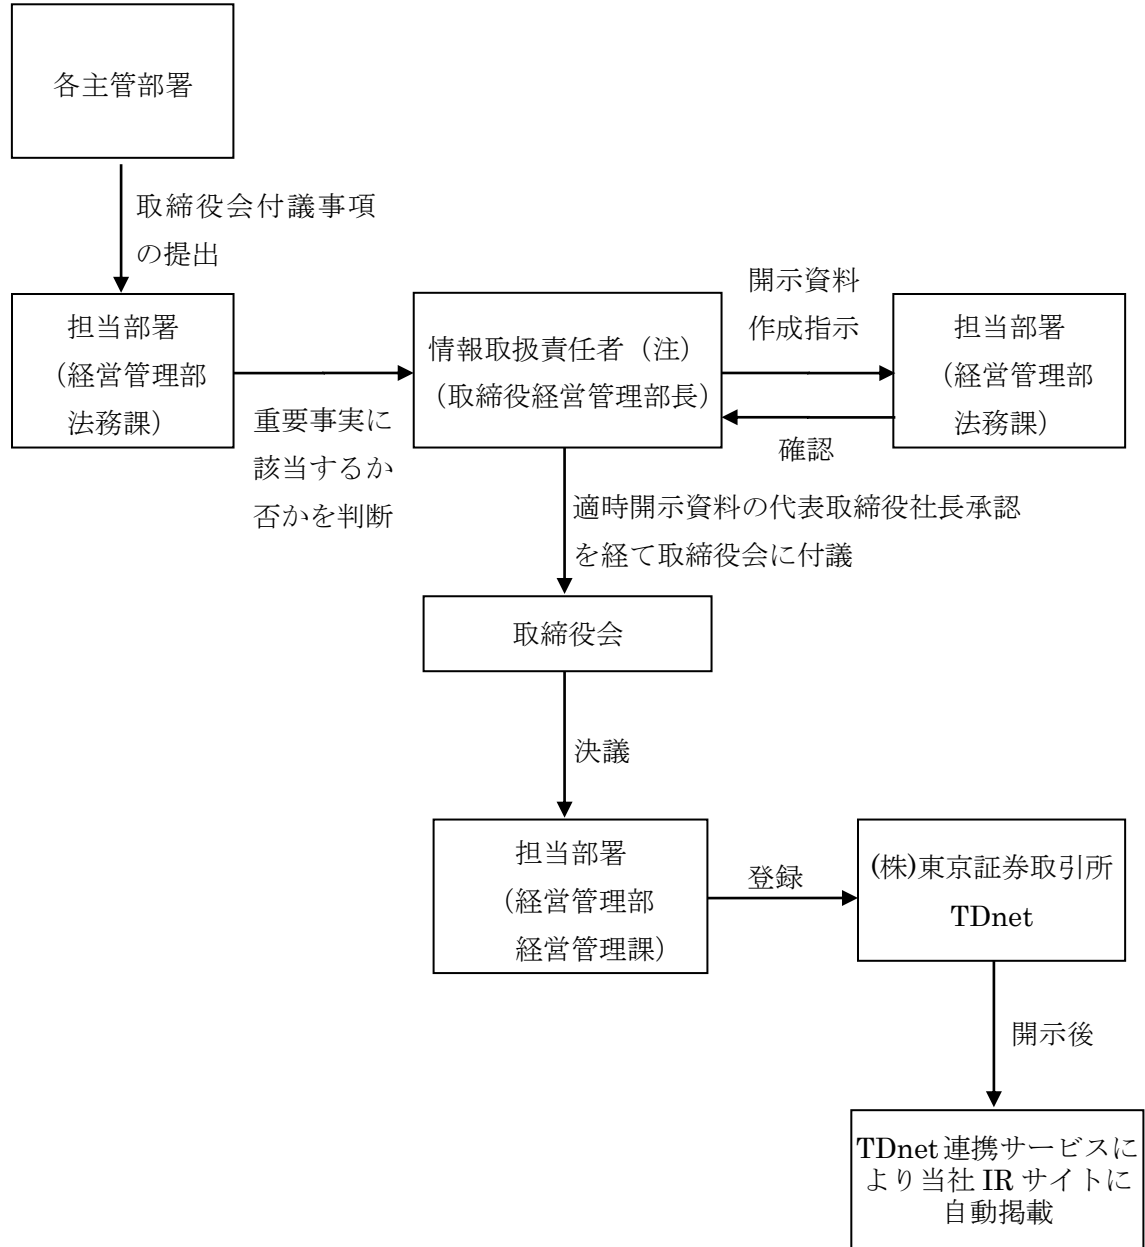 各主管部署
取締役会付議事項
の提出
担当部署
（経営管理部
法務課）
重要事実に
該当するか
否かを判断
情報取扱責任者（注）
（取締役経営管理部長）
開示資料
作成指示
確認
担当部署
（経営管理部
法務課）
適時開示資料の代表取締役社長承認
を経て取締役会に付議
取締役会
決議
担当部署
（経営管理部
経営管理課）
登録
(株)東京証券取引所
TDnet
開示後
TDnet 連携サービスに
より当社 IR サイトに
自動掲載